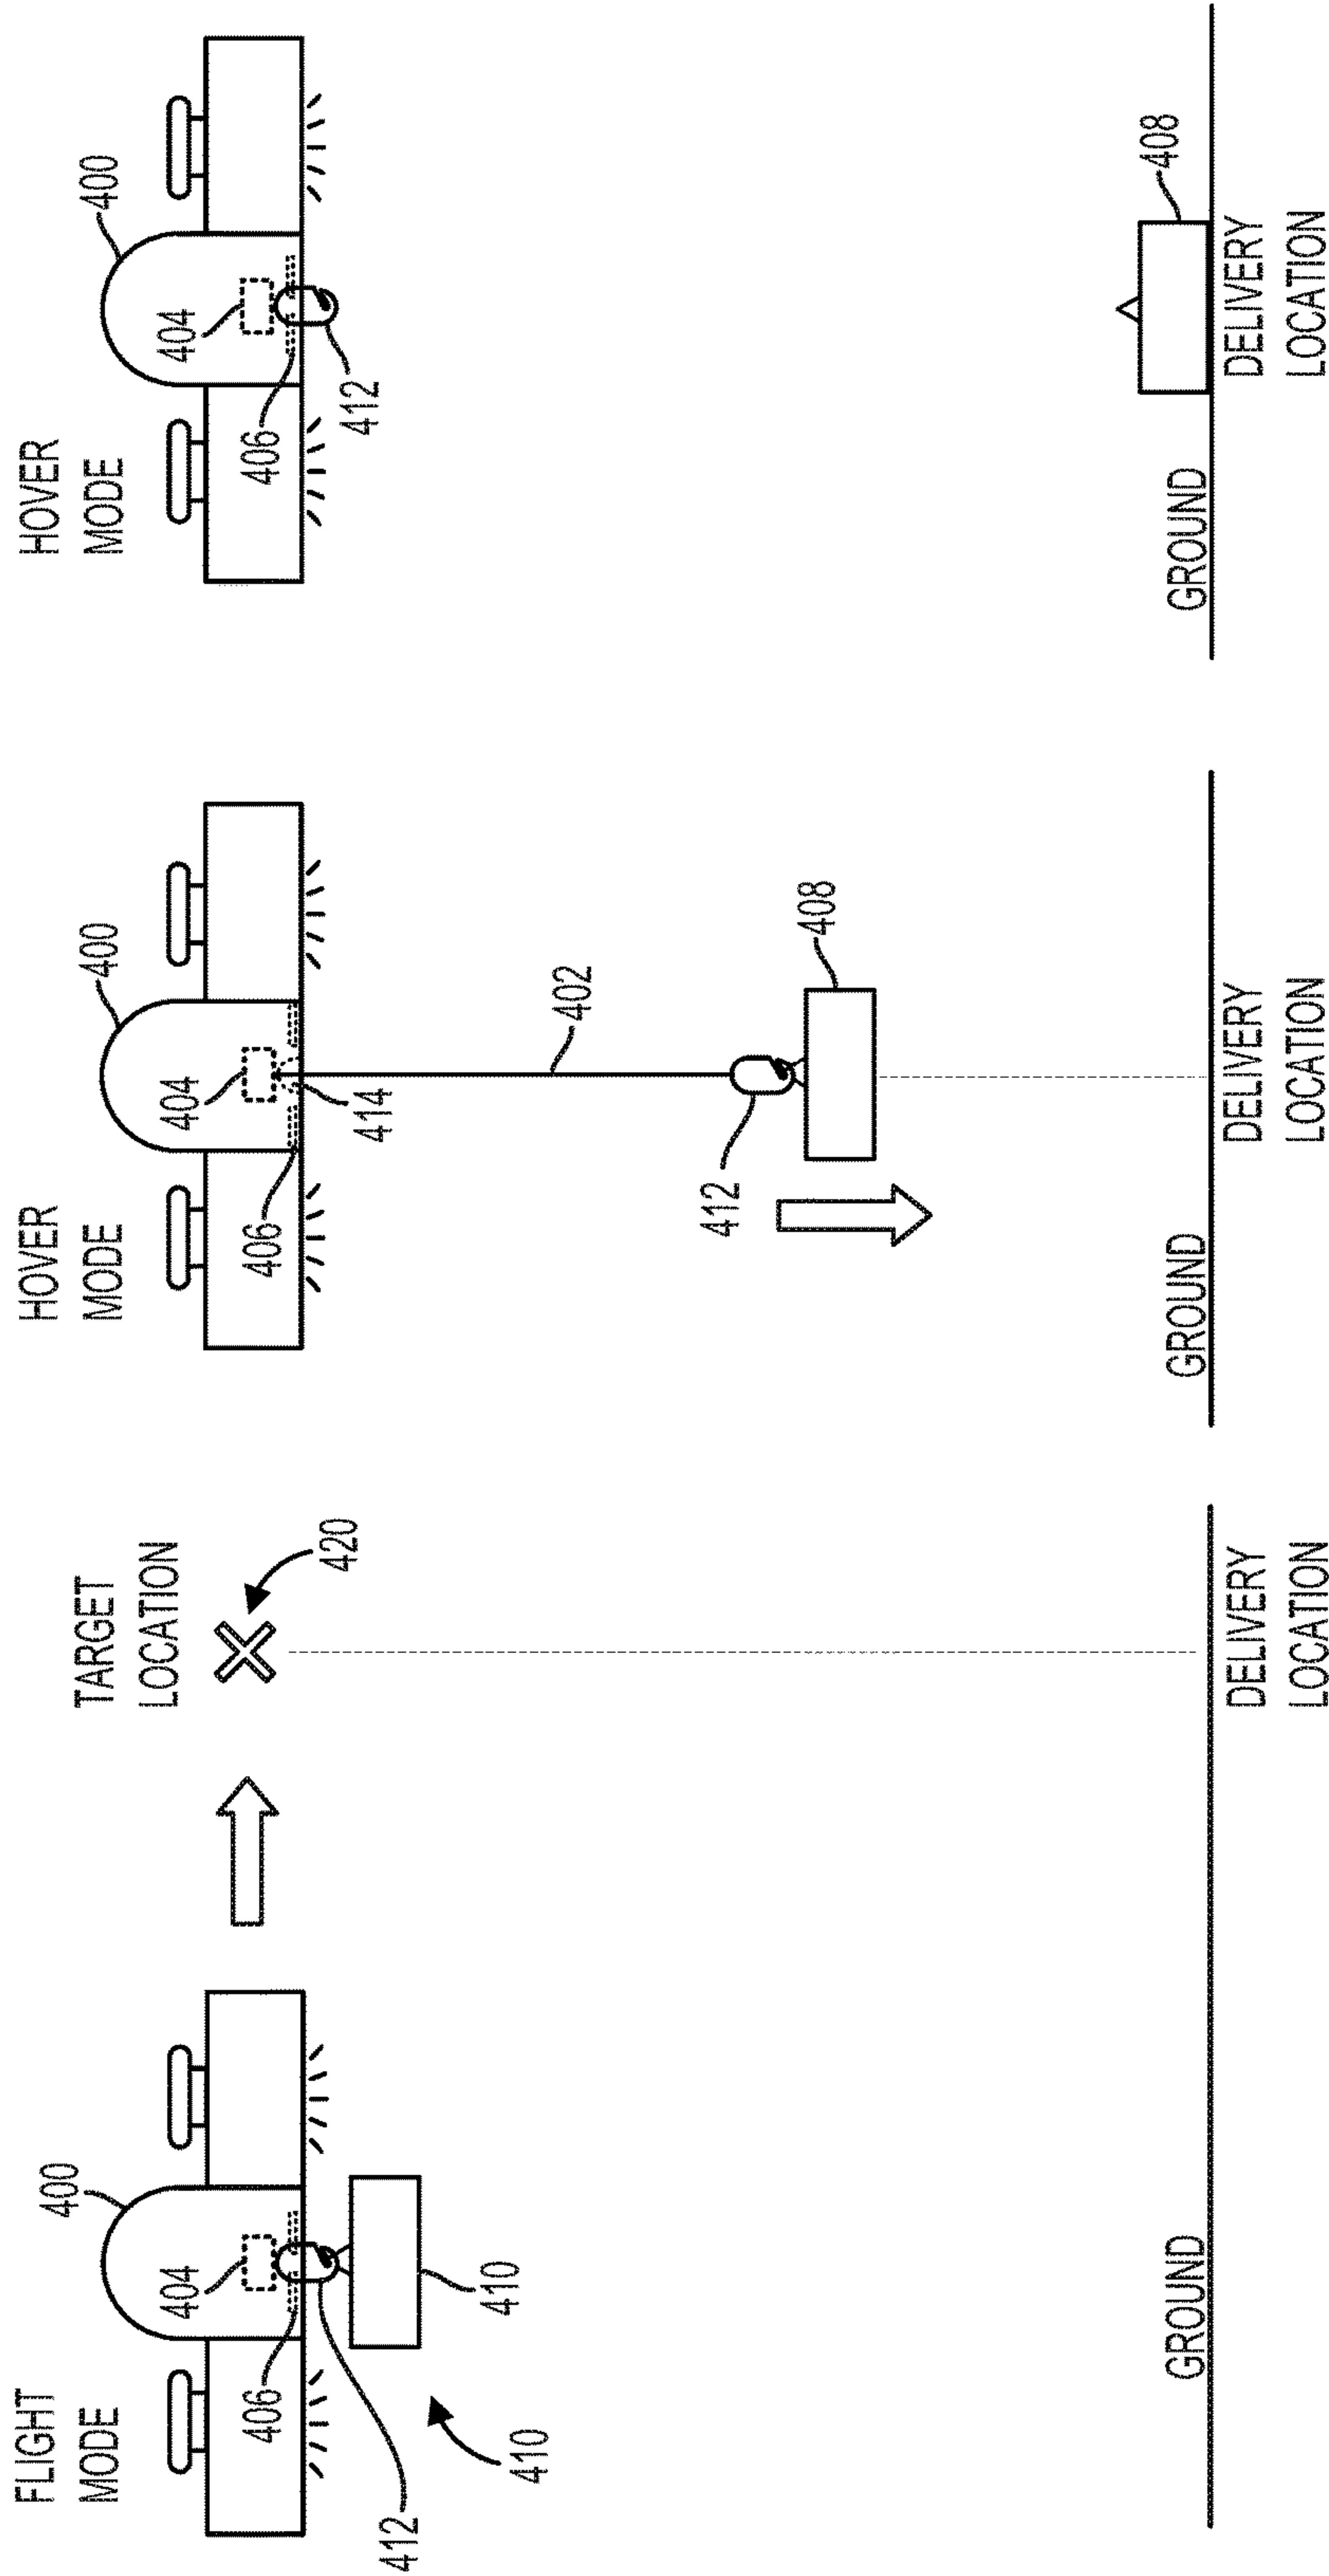 FLIGHT
MODE
400
404
406
412
410
410
TARGET
LOCATION
420
GROUND
DELIVERY
LOCATION
HOVER
MODE
400
404
406
414
402
412
408
GROUND
DELIVERY
LOCATION
HOVER
MODE
400
404
406
412
408
GROUND
DELIVERY
LOCATION